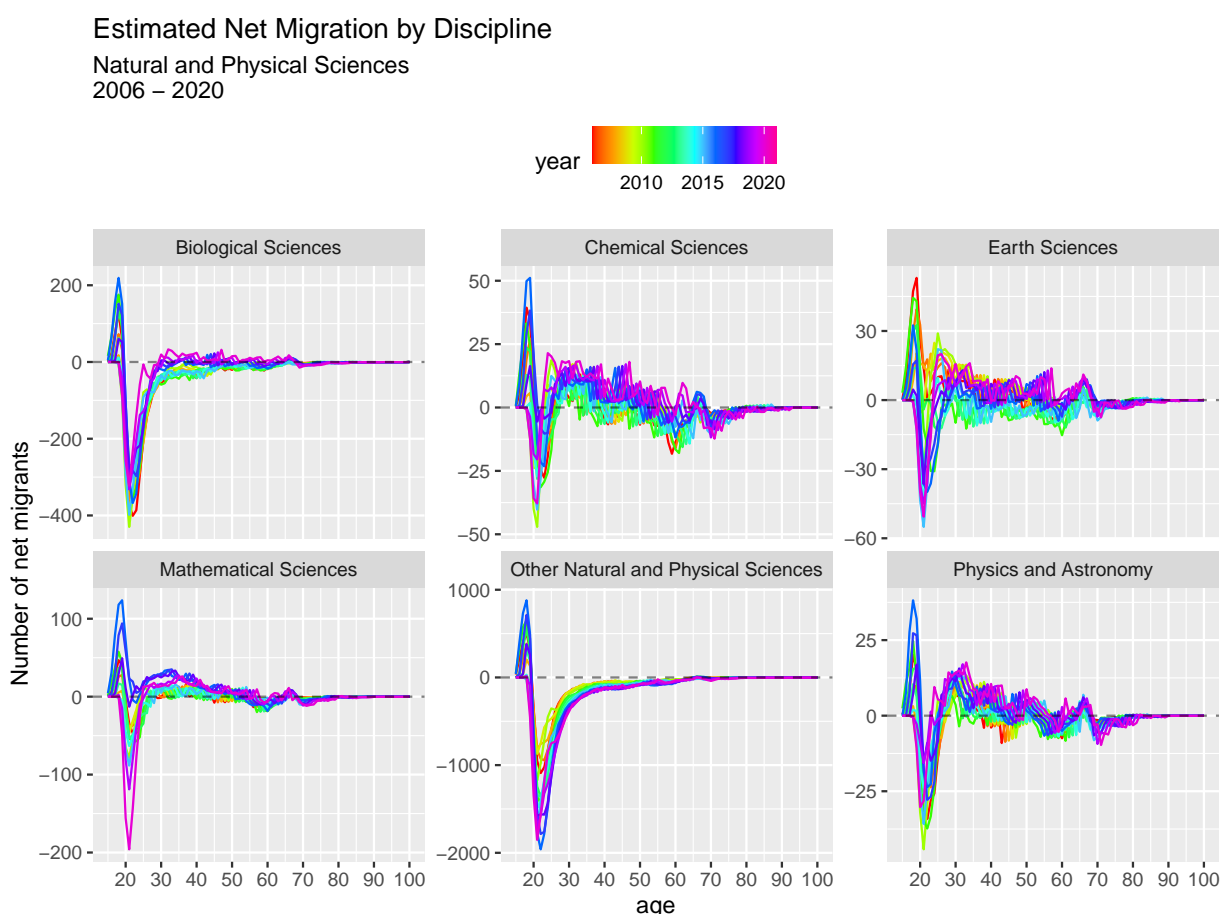 Estimated Net Migration by Discipline
Natural and Physical Sciences
2006 – 2020
year
2010 2015 2020
Biological Sciences Chemical Sciences Earth Sciences
200
0
−200
−400
50
25
0
−25
−50
30
0
−30
−60
Number of net migrants
Mathematical Sciences Other Natural and Physical Sciences Physics and Astronomy
100
0
−100
−200
1000
0
−1000
−2000
25
0
−25
20 30 40 50 60 70 80 90 100 20 30 40 50 60 70 80 90 100 20 30 40 50 60 70 80 90 100
age